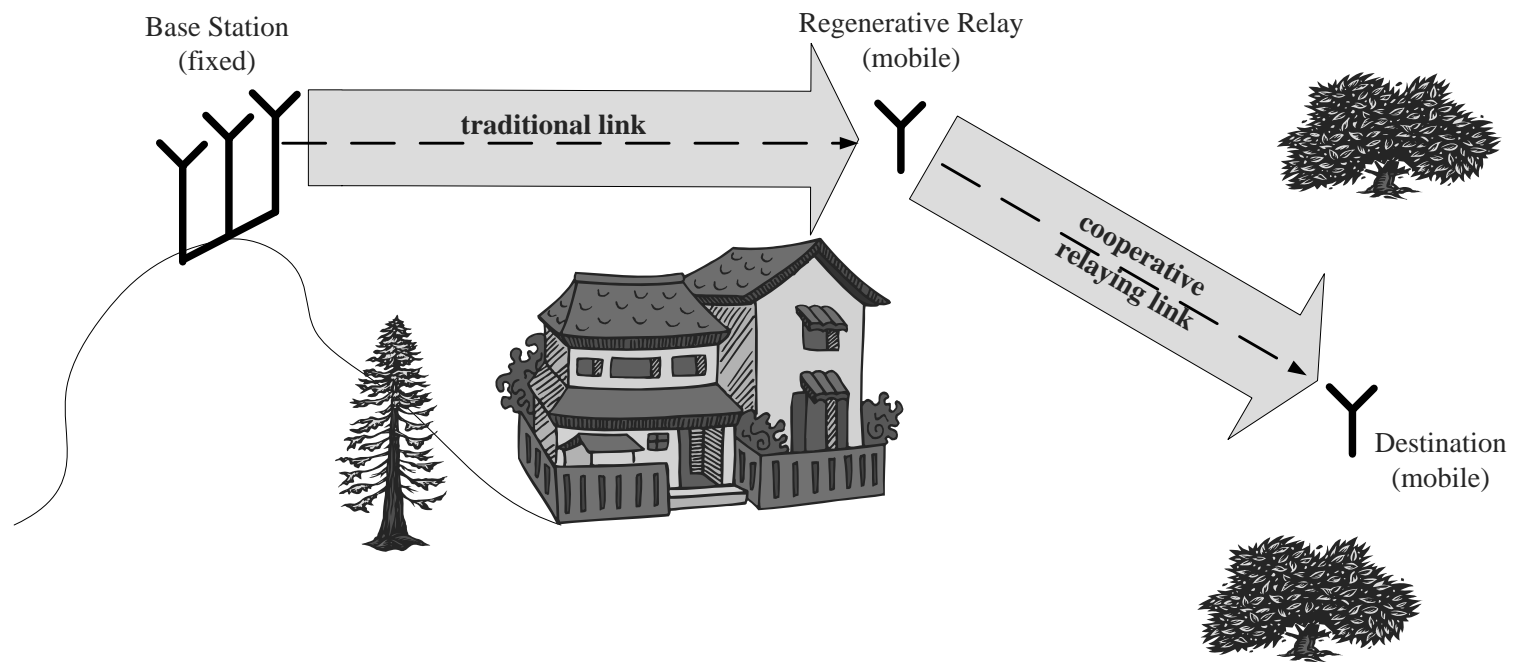 Base Station
(fixed)
Regenerative Relay
(mobile)
traditional link
cooperative
relaying link
Destination
(mobile)